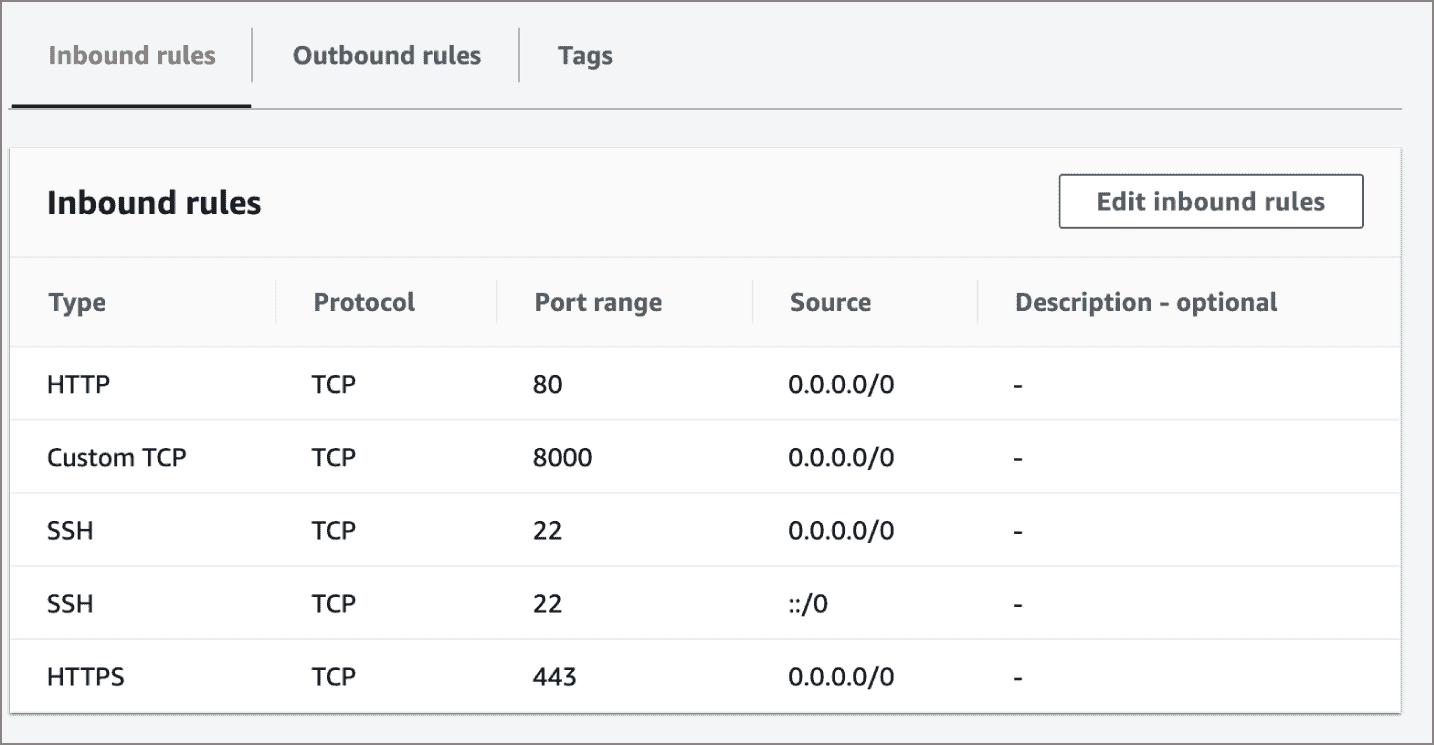 Inbound rules Outbound rules Tags
Inbound rules Edit inbound rules
Type Protocol Port range Source Description - optional
HTTP TCP 80 0.0.0.0/0 -
Custom TCP TCP 8000 0.0.0.0/0 -
SSH TCP 22 0.0.0.0/0 -
SSH TCP 22 ::/0 -
HTTPS TCP 443 0.0.0.0/0 -